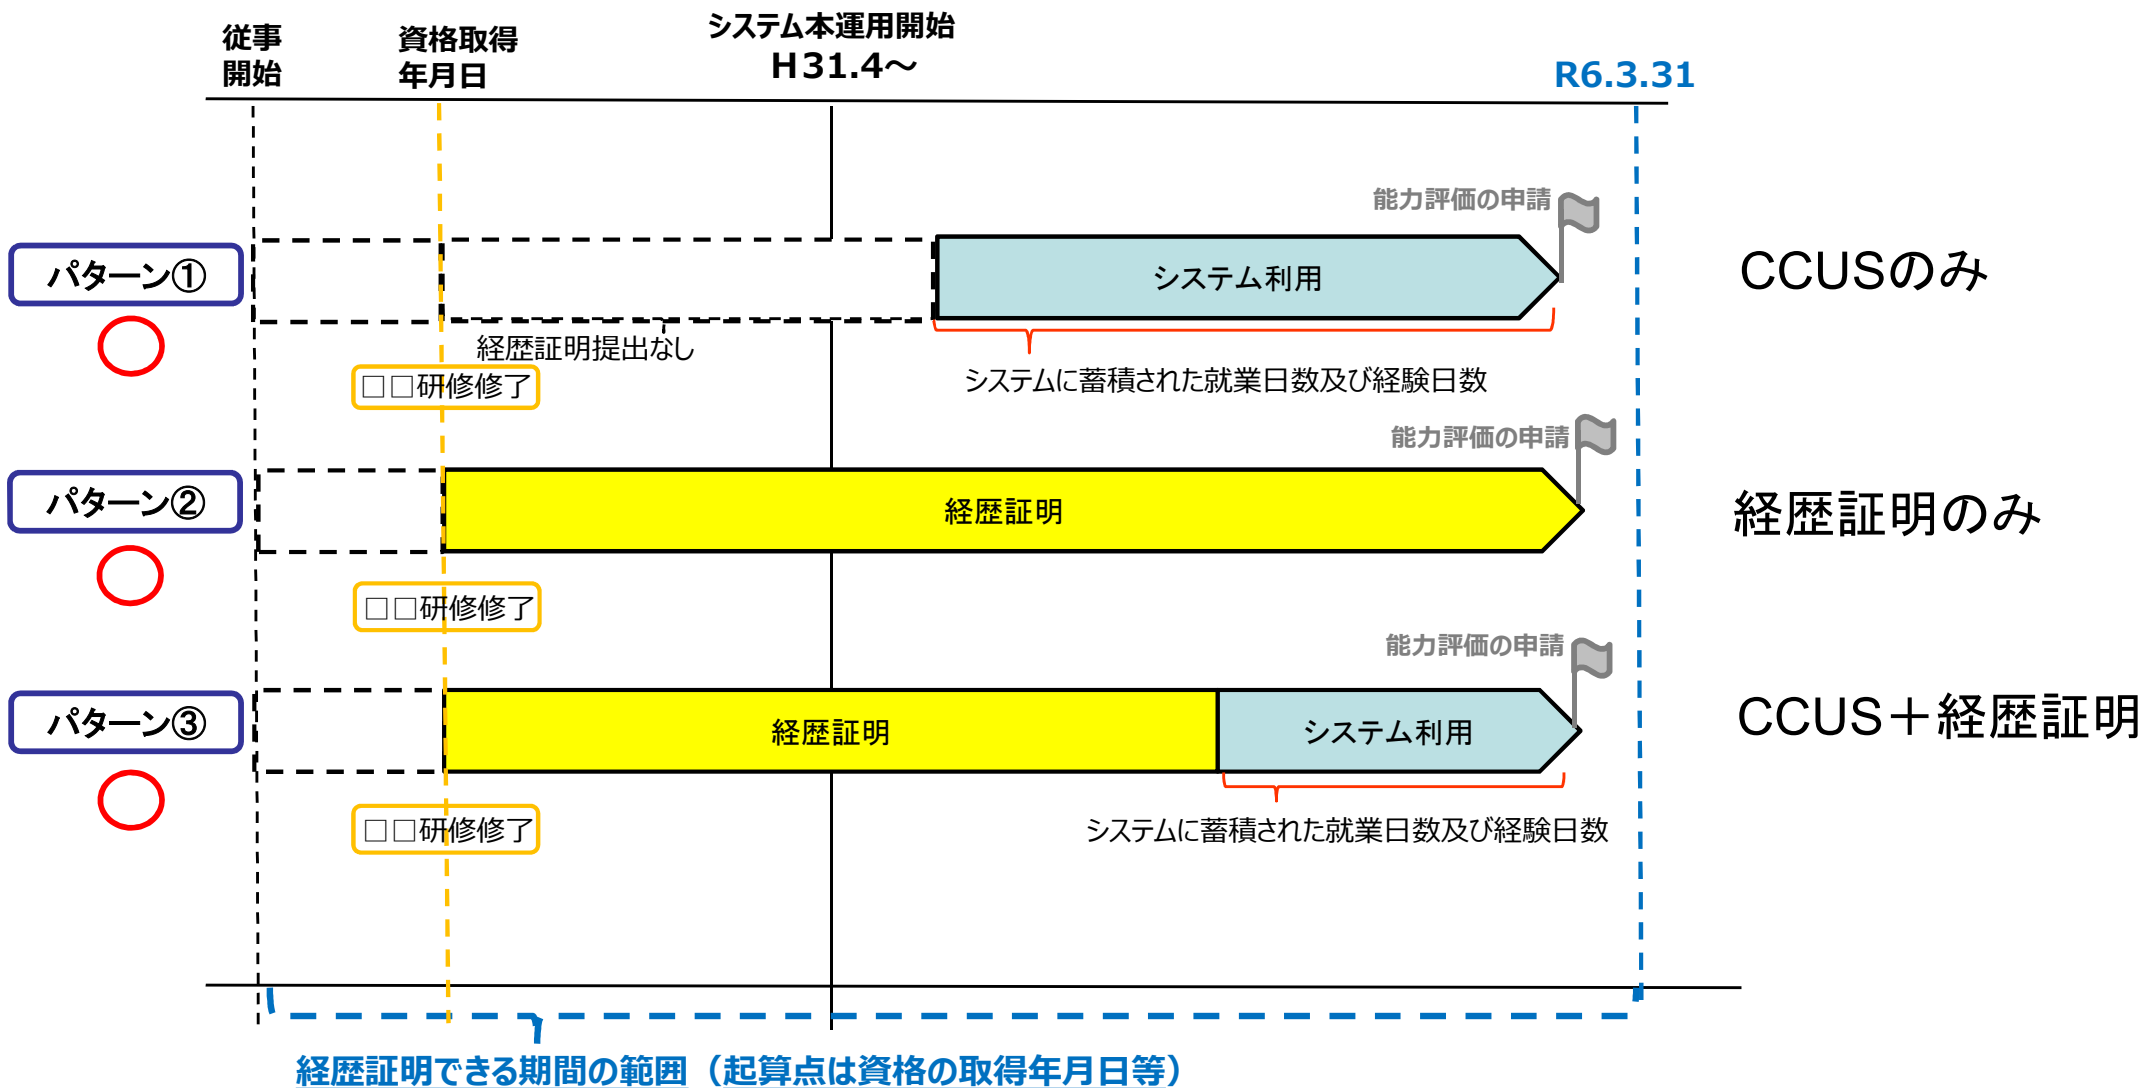 従事
開始
資格取得
年月日
システム本運用開始
H31.4～
R6.3.31
能力評価の申請
パターン①
システム利用
CCUSのみ
経歴証明提出なし
□□研修修了
システムに蓄積された就業日数及び経験日数
能力評価の申請
パターン②
経歴証明
経歴証明のみ
□□研修修了
能力評価の申請
パターン③
経歴証明
システム利用
CCUS＋経歴証明
□□研修修了
システムに蓄積された就業日数及び経験日数
経歴証明できる期間の範囲（起算点は資格の取得年月日等）